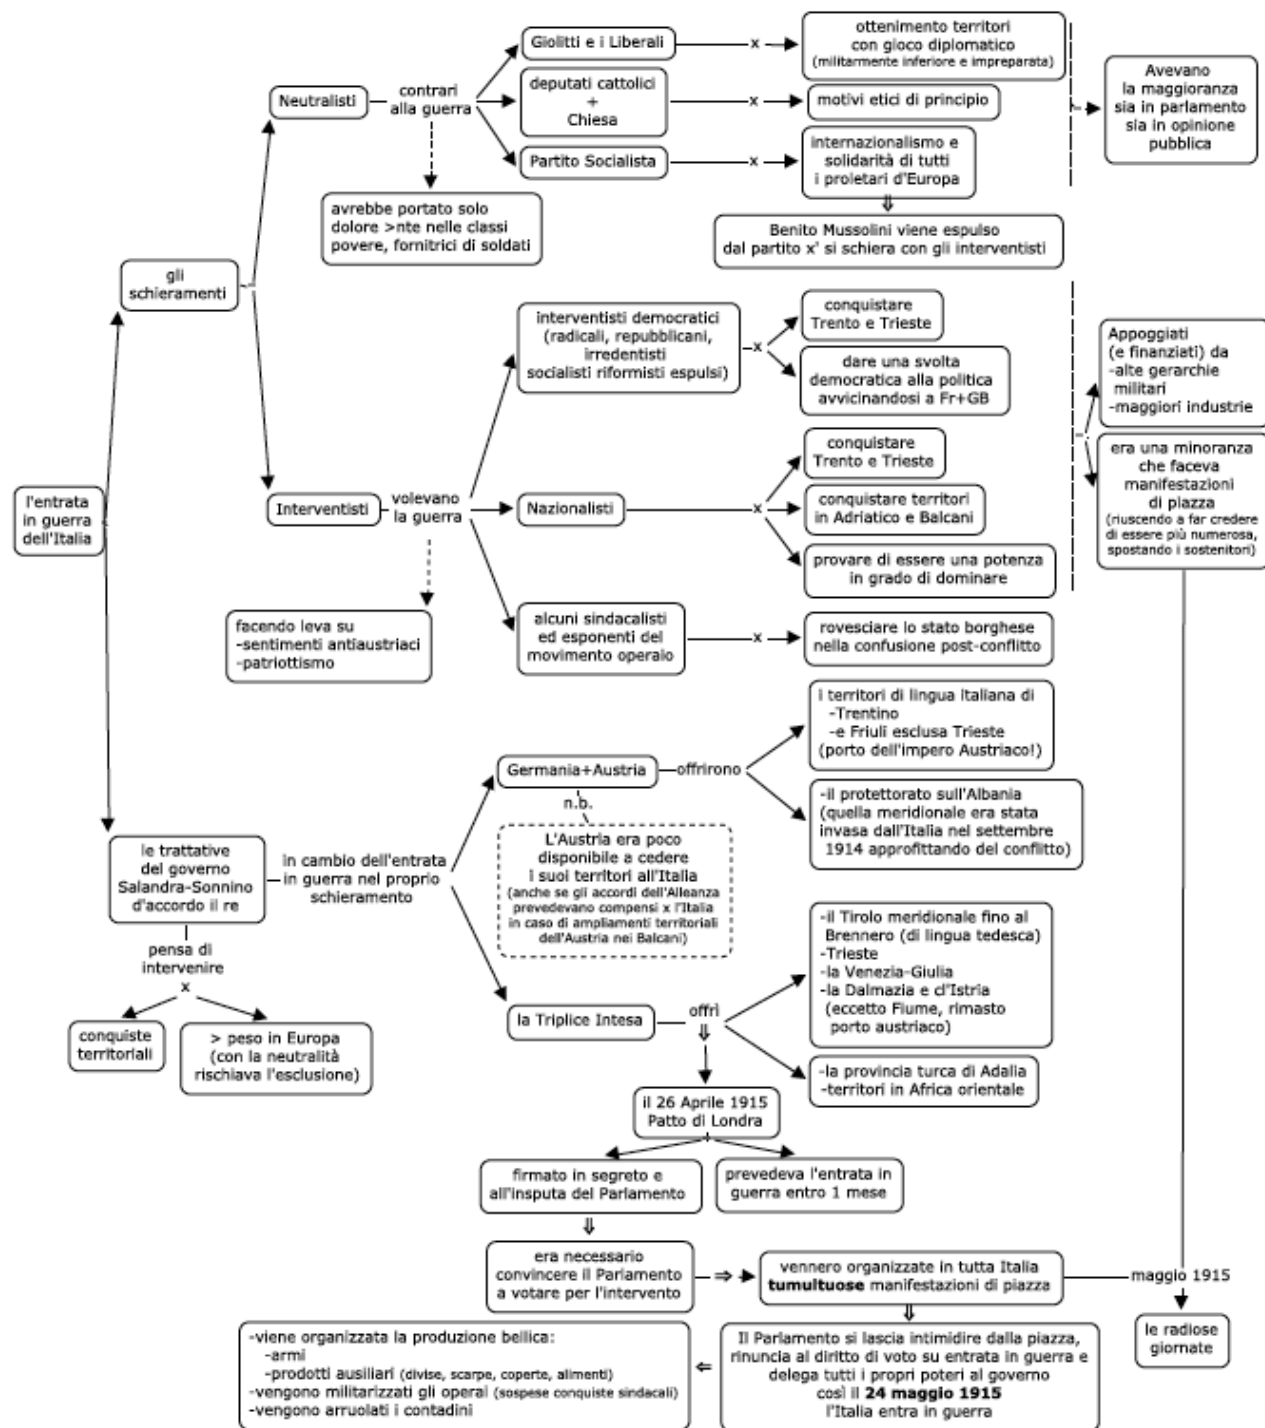 Giolitti e i Liberali
x
ottenimento territori
con gioco diplomatico
(militarmente inferiore e impreparata)
Neutralisti
contrari
alla guerra
deputati cattolici
+
Chiesa
x
motivi etici di principio
Avevano
la maggioranza
sia in parlamento
sia in opinione
pubblica
Partito Socialista
x
internazionalismo e
solidarità di tutti
i proletari d'Europa
avrebbe portato solo
dolore >nte nelle classi
povere, fornitrici di soldati
Benito Mussolini viene espulso
dal partito x' si schiera con gli interventisti
gli
schieramenti
interventisti democratici
(radicali, repubblicani,
irredentisti
socialisti riformisti espulsi)
x
conquistare
Trento e Trieste
dare una svolta
democratica alla politica
avvicinandosi a Fr+GB
Appoggiati
(e finanziati) da
-alte gerarchie
militari
-maggiori industrie
l'entrata
in guerra
dell'Italia
Interventisti
volevano
la guerra
Nazionalisti
x
conquistare
Trento e Trieste
conquistare territori
in Adriatico e Balcani
provare di essere una potenza
in grado di dominare
era una minoranza
che faceva
manifestazioni
di piazza
(riuscendo a far credere
di essere più numerosa,
spostando i sostenitori)
facendo leva su
-sentimenti antiaustriaci
-patriottismo
alcuni sindacalisti
ed esponenti del
movimento operaio
x
rovesciare lo stato borghese
nella confusione post-conflitto
Germania+Austria
offrirono
i territori di lingua italiana di
-Trentino
-e Friuli esclusa Trieste
(porto dell'impero Austriaco!)
-il protettorato sull'Albania
(quella meridionale era stata
invasa dall'Italia nel settembre
1914 approfittando del conflitto)
n.b.
L'Austria era poco
disponibile a cedere
i suoi territori all'Italia
(anche se gli accordi dell'Alleanza
prevedevano compensi x l'Italia
in caso di ampliamenti territoriali
dell'Austria nei Balcani)
le trattative
del governo
Salandra-Sonnino
d'accordo il re
in cambio dell'entrata
in guerra nel proprio
schieramento
pensa di
intervenire
x
conquiste
territoriali
> peso in Europa
(con la neutralità
rischiava l'esclusione)
la Triplice Intesa
offrì
-il Tirolo meridionale fino al
Brennero (di lingua tedesca)
-Trieste
-la Venezia-Giulia
-la Dalmazia e cl'Istria
(eccetto Fiume, rimasto
porto austriaco)
-la provincia turca di Adalia
-territori in Africa orientale
il 26 Aprile 1915
Patto di Londra
firmato in segreto e
all'insputa del Parlamento
prevedeva l'entrata in
guerra entro 1 mese
era necessario
convincere il Parlamento
a votare per l'intervento
vennero organizzate in tutta Italia
tumultuose manifestazioni di piazza
maggio 1915
le radiose
giornate
Il Parlamento si lascia intimidire dalla piazza,
rinuncia al diritto di voto su entrata in guerra e
delega tutti i propri poteri al governo
così il 24 maggio 1915
l'Italia entra in guerra
-viene organizzata la produzione bellica:
-armi
-prodotti ausiliari (divise, scarpe, coperte, alimenti)
-vengono militarizzati gli operai (sospese conquiste sindacali)
-vengono arruolati i contadini